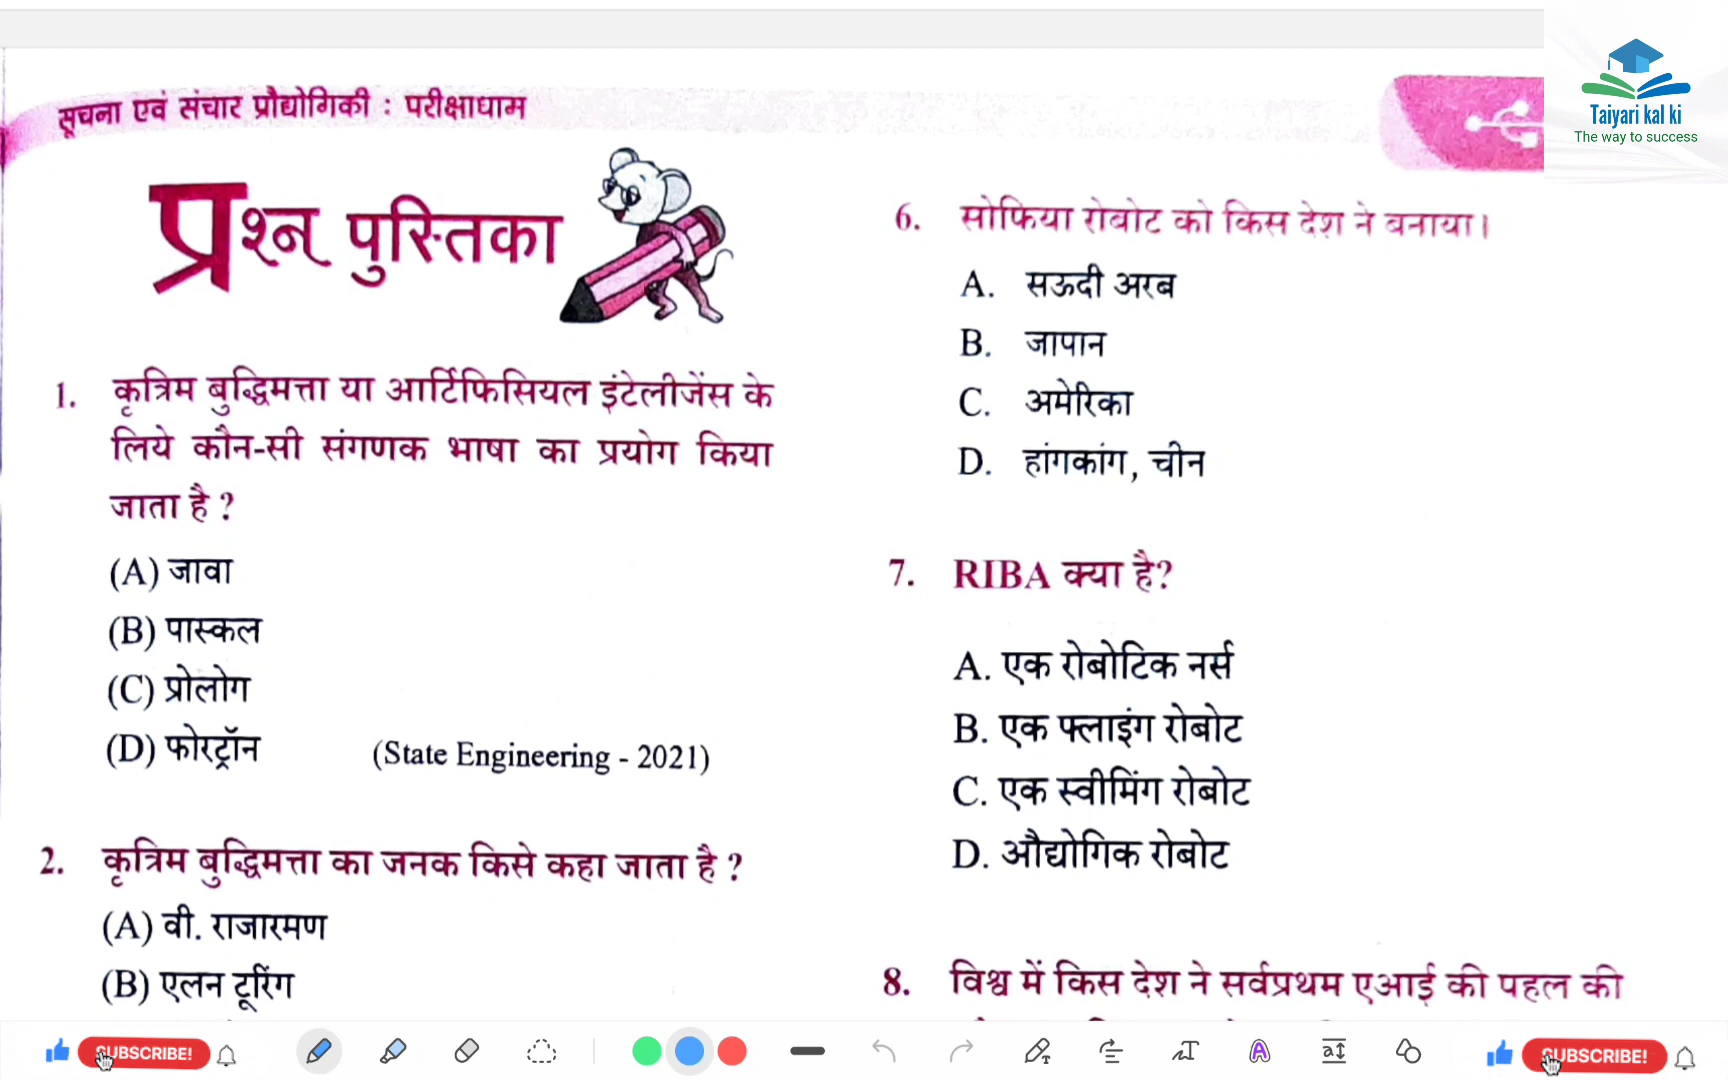 सूचना एवं संचार प्रौद्योगिकी : परीक्षाधाम
Taiyari kal ki
The way to success
प्रश्न पुस्तिका
1. कृत्रिम बुद्धिमत्ता या आर्टिफिसियल इंटेलीजेंस के
लिये कौन-सी संगणक भाषा का प्रयोग किया
जाता है ?
(A) जावा
(B) पास्कल
(C) प्रोलोग
(D) फोरट्रॉन (State Engineering - 2021)
2. कृत्रिम बुद्धिमत्ता का जनक किसे कहा जाता है ?
(A) वी. राजारमण
(B) एलन टूरिंग
6. सोफिया रोबोट को किस देश ने बनाया।
A. सऊदी अरब
B. जापान
C. अमेरिका
D. हांगकांग, चीन
7. RIBA क्या है?
A. एक रोबोटिक नर्स
B. एक फ्लाइंग रोबोट
C. एक स्वीमिंग रोबोट
D. औद्योगिक रोबोट
8. विश्व में किस देश ने सर्वप्रथम एआई की पहल की
SUBSCRIBE!
SUBSCRIBE!